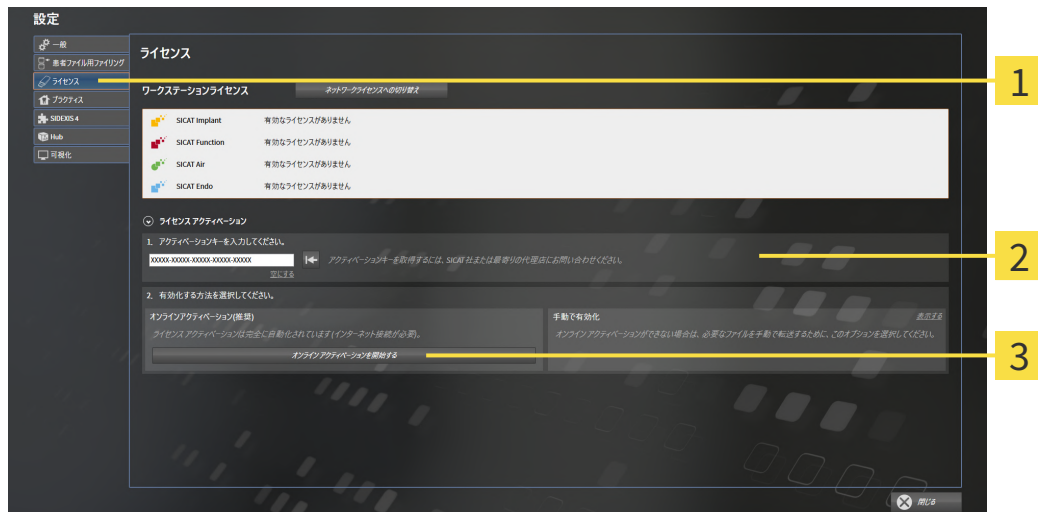 設定
一般
患者ファイル用ファイリング
ライセンス
プラクティス
SIDEXIS 4
Hub
可視化
ライセンス
ワークステーションライセンス
ネットワークライセンスへの切り替え
SICAT Implant 有効なライセンスがありません
SICAT Function 有効なライセンスがありません
SICAT Air 有効なライセンスがありません
SICAT Endo 有効なライセンスがありません
ライセンス アクティベーション
1. アクティベーションキーを入力してください。
XXXXX-XXXXX-XXXXX-XXXXX-XXXXX
アクティベーションキーを取得するには、SICAT 社または最寄りの代理店にお問い合わせください。
空にする
2. 有効化する方法を選択してください。
オンラインアクティベーション(推奨)
ライセンス アクティベーションは完全に自動化されています(インターネット接続が必要)。
オンライン アクティベーションを開始する
手動で有効化
表示する
オンライン アクティベーションができない場合は、必要なファイルを手動で転送するために、このオプションを選択してください。
閉じる
1
2
3